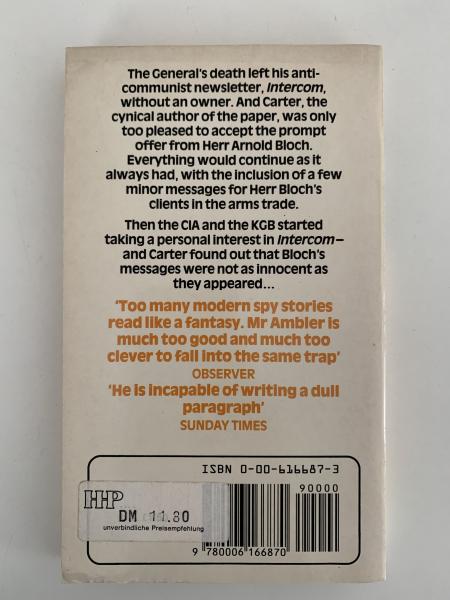 The General's death left his anti-
communist newsletter, Intercom,
without an owner. And Carter, the
cynical author of the paper, was only
too pleased to accept the prompt
offer from Herr Arnold Bloch.
Everything would continue as it
always had, with the inclusion of a few
minor messages for Herr Bloch's
clients in the arms trade.
Then the CIA and the KGB started
taking a personal interest in Intercom–
and Carter found out that Bloch's
messages were not as innocent as
they appeared...
'Too many modern spy stories
read like a fantasy. Mr Ambler is
much too good and much too
clever to fall into the same trap'
OBSERVER
'He is incapable of writing a dull
paragraph'
SUNDAY TIMES
ISBN 0-00-616687-3
90000
HHP
DM 11.80
unverbindliche Preisempfehlung
9 780006 166870